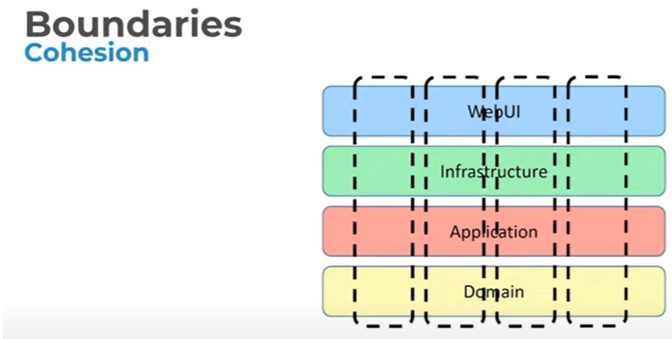 Boundaries
Cohesion
WebUI
Infrastructure
Application
Domain